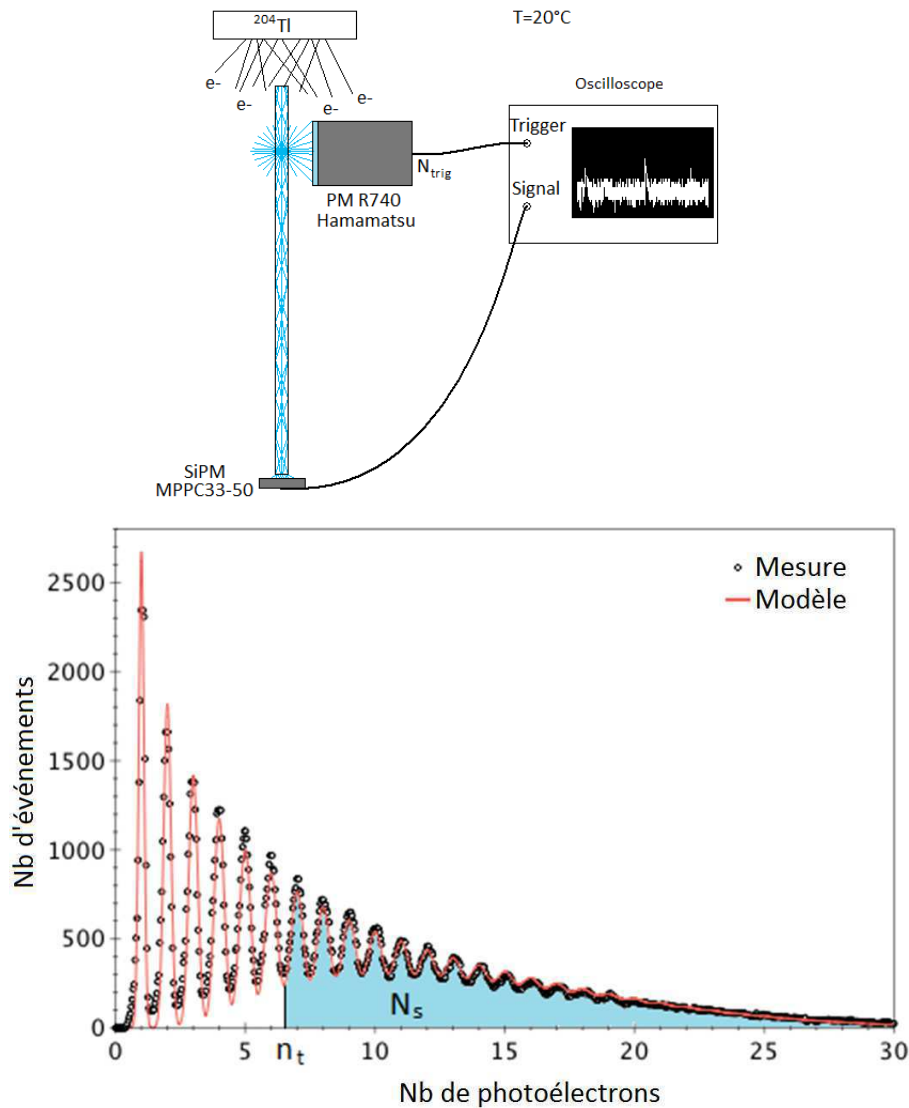 ²⁰⁴Tl
T=20°C
e-
e-
e-
e-
Oscilloscope
Trigger
Signal
N_trig
PM R740
Hamamatsu
SiPM
MPPC33-50
Nb d'événements
2500
2000
1500
1000
500
0
Mesure
Modèle
N_s
0
5
n_t
10
15
20
25
30
Nb de photoélectrons